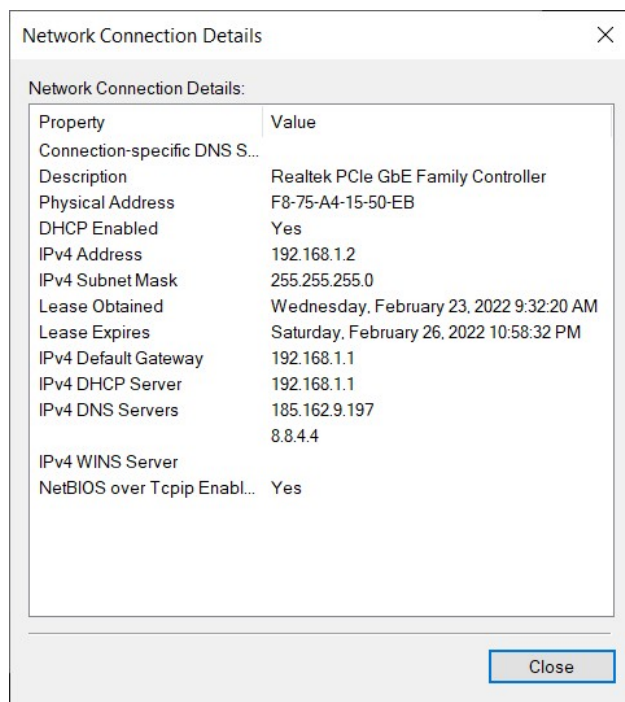 Network Connection Details
Network Connection Details:
Property Value
Connection-specific DNS S...
Description Realtek PCIe GbE Family Controller
Physical Address F8-75-A4-15-50-EB
DHCP Enabled Yes
IPv4 Address 192.168.1.2
IPv4 Subnet Mask 255.255.255.0
Lease Obtained Wednesday, February 23, 2022 9:32:20 AM
Lease Expires Saturday, February 26, 2022 10:58:32 PM
IPv4 Default Gateway 192.168.1.1
IPv4 DHCP Server 192.168.1.1
IPv4 DNS Servers 185.162.9.197
8.8.4.4
IPv4 WINS Server
NetBIOS over Tcpip Enabl... Yes
Close